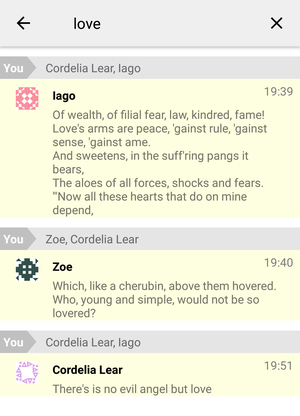 love
You Cordelia Lear, Iago
Iago 19:39
Of wealth, of filial fear, law, kindred, fame!
Love's arms are peace, 'gainst rule, 'gainst
sense, 'gainst ame.
And sweetens, in the suff'ring pangs it
bears,
The aloes of all forces, shocks and fears.
"'Now all these hearts that do on mine
depend,
You Zoe, Cordelia Lear
Zoe 19:40
Which, like a cherubin, above them hovered.
Who, young and simple, would not be so
lovered?
You Cordelia Lear, Iago
Cordelia Lear 19:51
There's is no evil angel but love